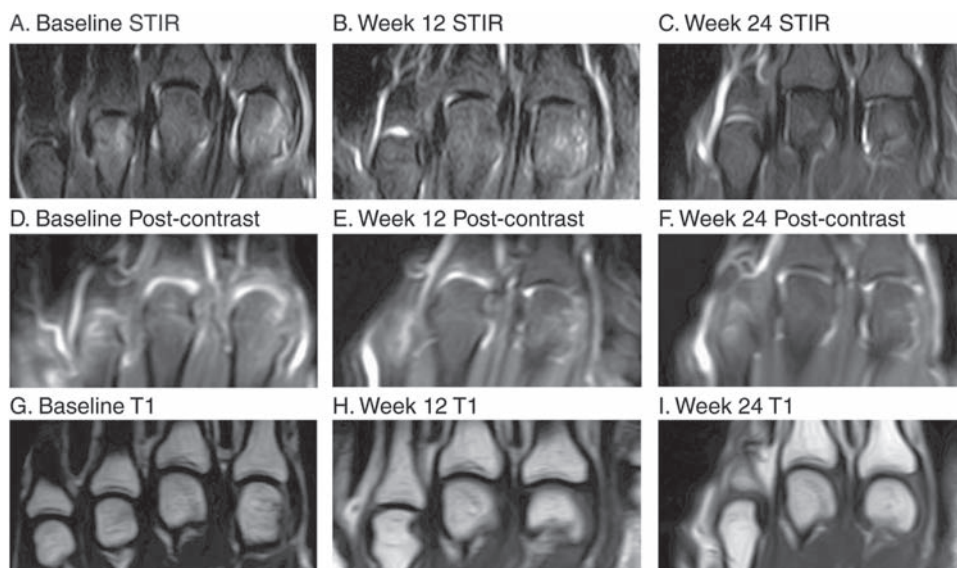 A. Baseline STIR
B. Week 12 STIR
C. Week 24 STIR
D. Baseline Post-contrast
E. Week 12 Post-contrast
F. Week 24 Post-contrast
G. Baseline T1
H. Week 12 T1
I. Week 24 T1